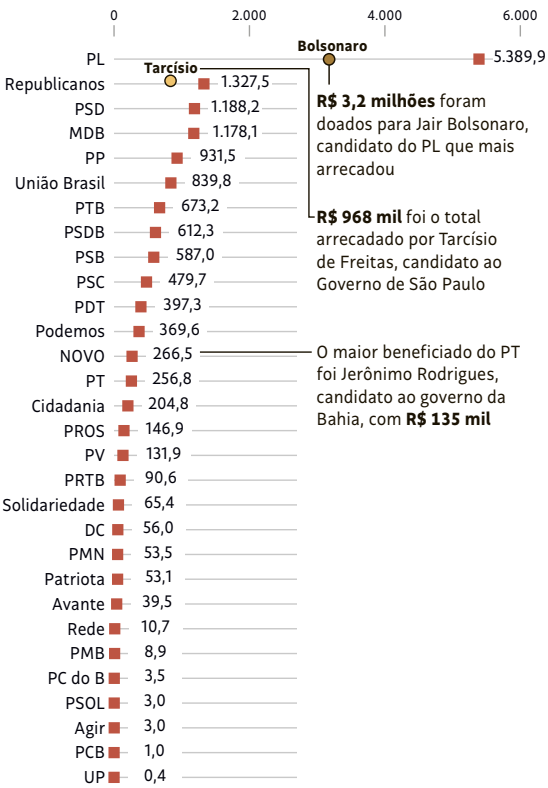 0 2.000 4.000 6.000
Bolsonaro
PL 5.389,9
Tarcísio
Republicanos 1.327,5
PSD 1.188,2
MDB 1.178,1
PP 931,5
União Brasil 839,8
PTB 673,2
PSDB 612,3
PSB 587,0
PSC 479,7
PDT 397,3
Podemos 369,6
NOVO 266,5
PT 256,8
Cidadania 204,8
PROS 146,9
PV 131,9
PRTB 90,6
Solidariedade 65,4
DC 56,0
PMN 53,5
Patriota 53,1
Avante 39,5
Rede 10,7
PMB 8,9
PC do B 3,5
PSOL 3,0
Agir 3,0
PCB 1,0
UP 0,4
R$ 3,2 milhões foram
doados para Jair Bolsonaro,
candidato do PL que mais
arrecadou
R$ 968 mil foi o total
arrecadado por Tarcísio
de Freitas, candidato ao
Governo de São Paulo
O maior beneficiado do PT
foi Jerônimo Rodrigues,
candidato ao governo da
Bahia, com R$ 135 mil